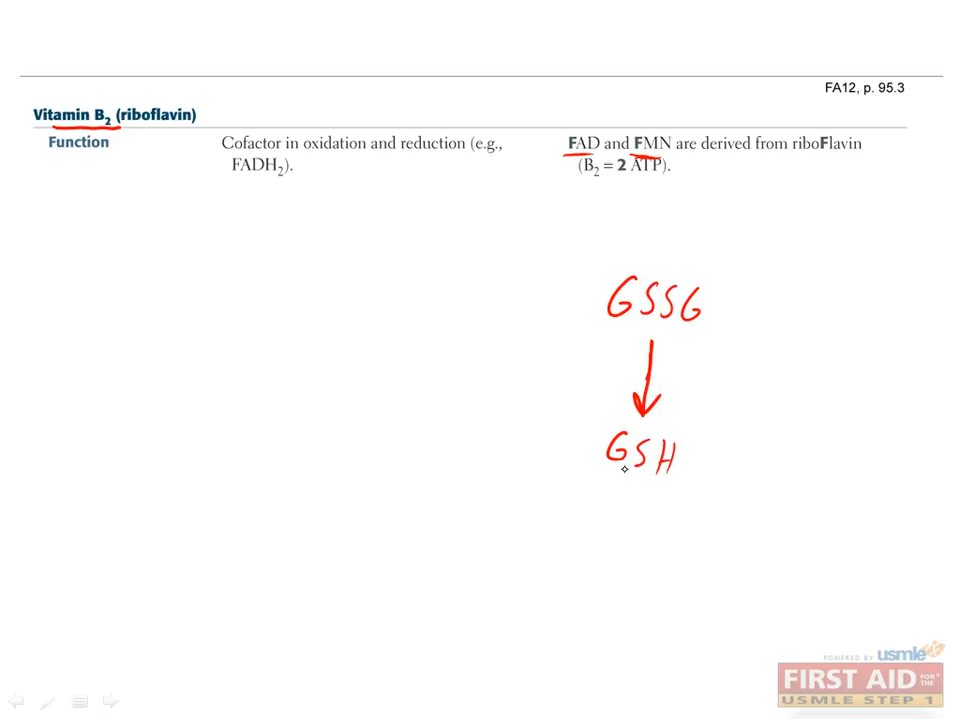 FA12, p. 95.3
Vitamin B2 (riboflavin)
Function
Cofactor in oxidation and reduction (e.g.,
FADH2).
FAD and FMN are derived from riboFlavin
(B2 = 2 ATP).
GSSG
GSH
POWERED BY usmle
FIRST AID FOR THE
USMLE STEP 1